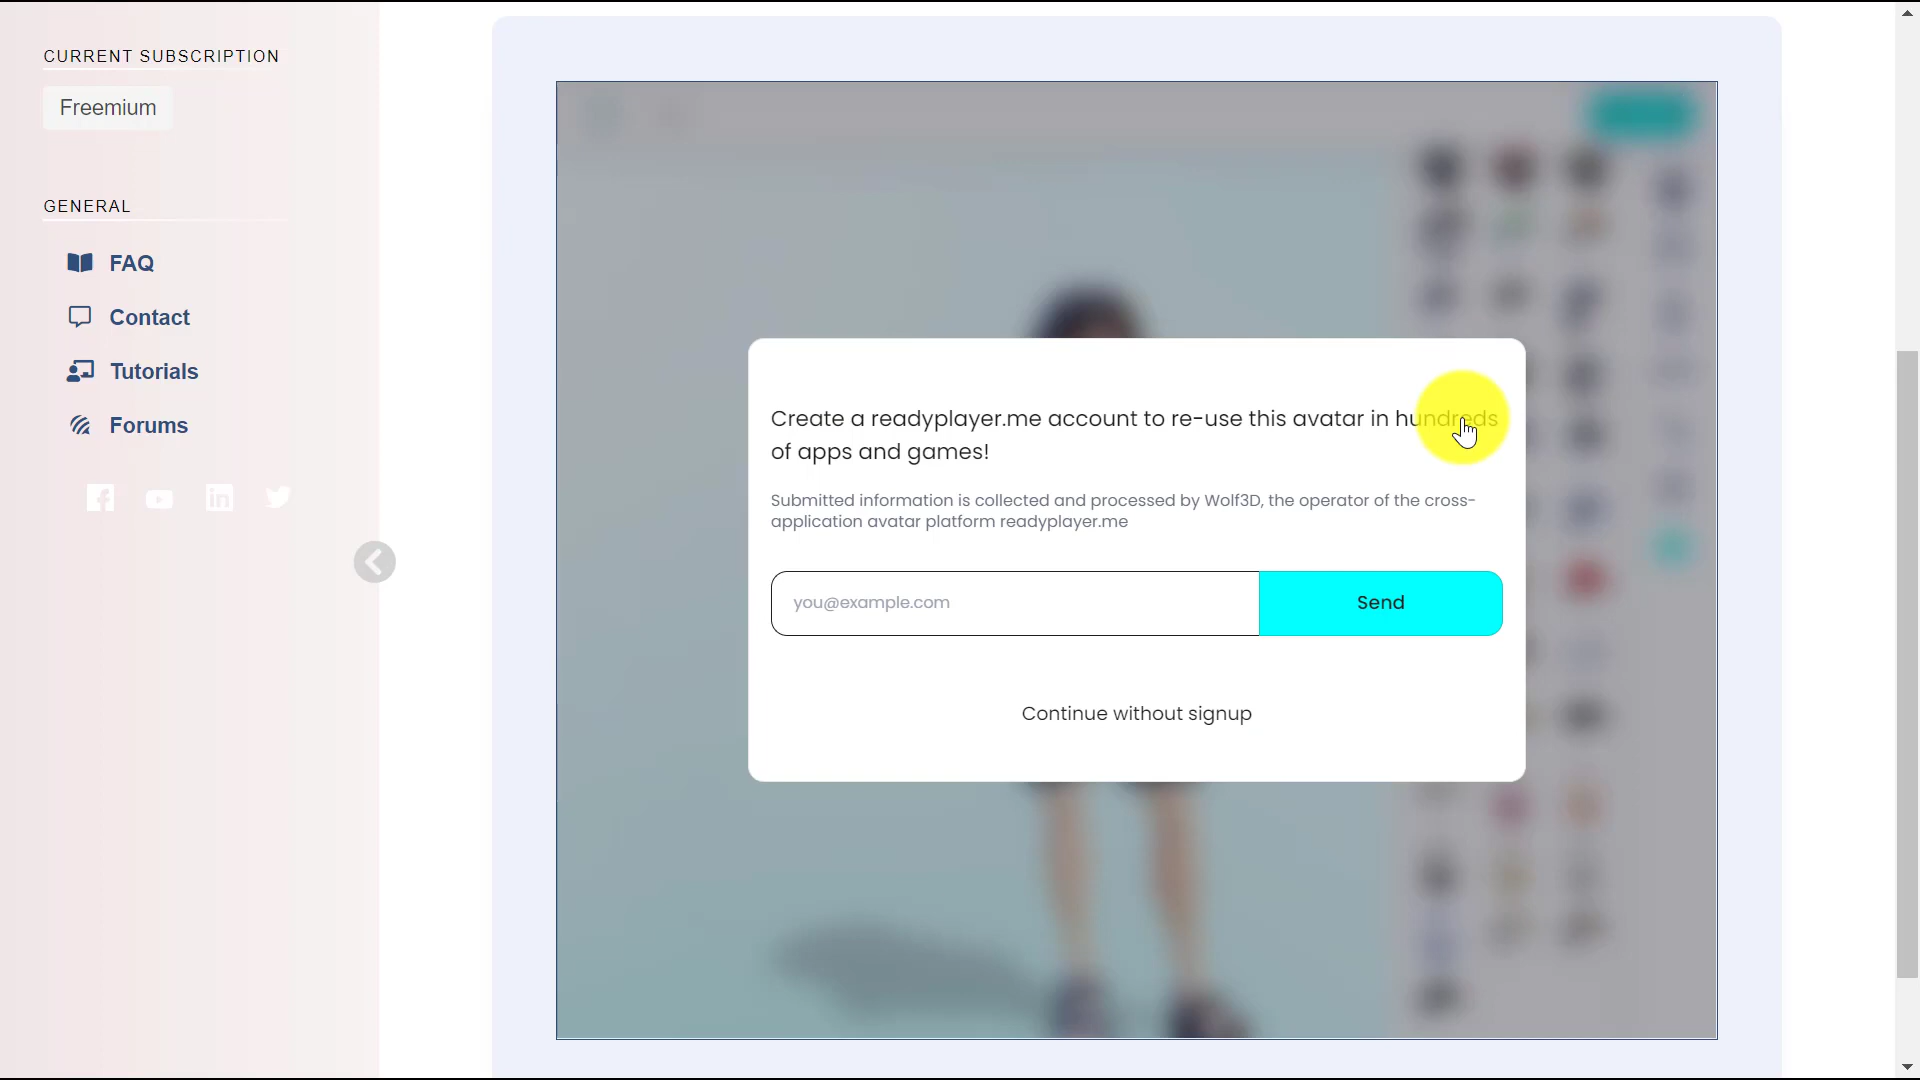 CURRENT SUBSCRIPTION
Freemium
GENERAL
FAQ
Contact
Tutorials
Forums
Create a readyplayer.me account to re-use this avatar in hundreds
of apps and games!
Submitted information is collected and processed by Wolf3D, the operator of the cross-
application avatar platform readyplayer.me
you@example.com
Send
Continue without signup